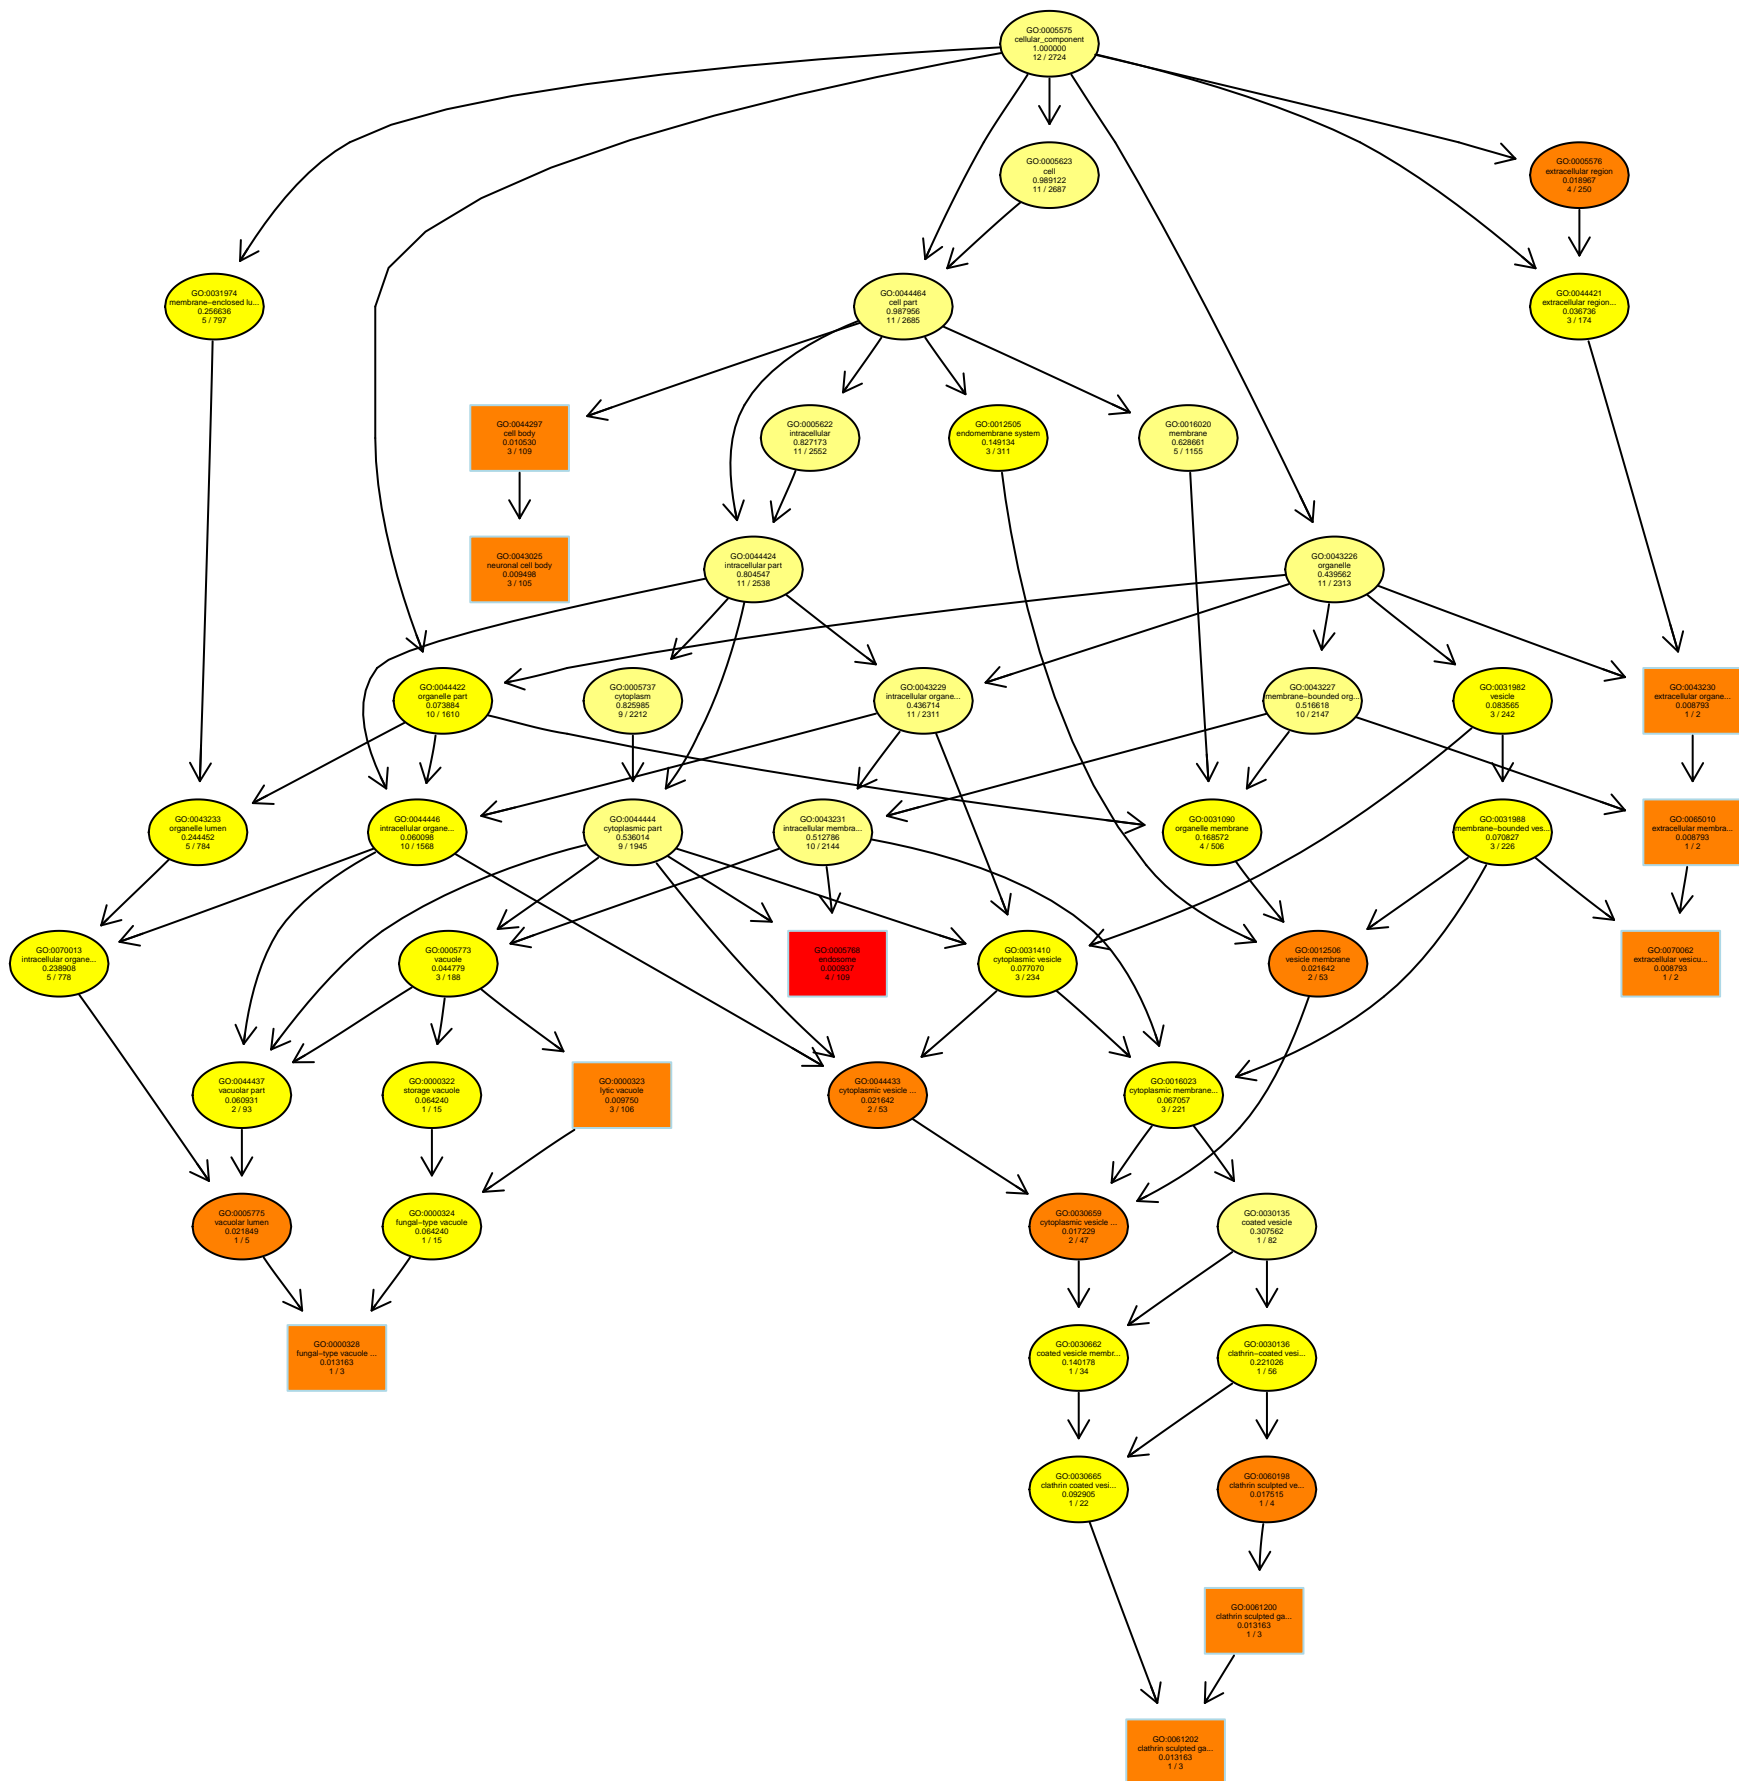 GO:0005575
cellular_component
1.000000
12 / 2724
GO:0005623
cell
0.989122
11 / 2687
GO:0005576
extracellular region
0.018967
4 / 250
GO:0031974
membrane−enclosed lu...
0.256636
5 / 797
GO:0044464
cell part
0.987956
11 / 2685
GO:0044421
extracellular region...
0.036736
3 / 174
GO:0044297
cell body
0.010530
3 / 109
GO:0005622
intracellular
0.827173
11 / 2552
GO:0012505
endomembrane system
0.149134
3 / 311
GO:0016020
membrane
0.628661
5 / 1155
GO:0043025
neuronal cell body
0.009498
3 / 105
GO:0044424
intracellular part
0.804547
11 / 2538
GO:0043226
organelle
0.439562
11 / 2313
GO:0044422
organelle part
0.073884
10 / 1610
GO:0005737
cytoplasm
0.825985
9 / 2212
GO:0043229
intracellular organe...
0.436714
11 / 2311
GO:0043227
membrane−bounded org...
0.516618
10 / 2147
GO:0031982
vesicle
0.083565
3 / 242
GO:0043230
extracellular organe...
0.008793
1 / 2
GO:0043233
organelle lumen
0.244452
5 / 784
GO:0044446
intracellular organe...
0.060098
10 / 1568
GO:0044444
cytoplasmic part
0.536014
9 / 1945
GO:0043231
intracellular membra...
0.512786
10 / 2144
GO:0031090
organelle membrane
0.168572
4 / 506
GO:0031988
membrane−bounded ves...
0.070827
3 / 226
GO:0065010
extracellular membra...
0.008793
1 / 2
GO:0070013
intracellular organe...
0.238908
5 / 778
GO:0005773
vacuole
0.044779
3 / 188
GO:0005768
endosome
0.000937
4 / 109
GO:0031410
cytoplasmic vesicle
0.077070
3 / 234
GO:0012506
vesicle membrane
0.021642
2 / 53
GO:0070062
extracellular vesicu...
0.008793
1 / 2
GO:0044437
vacuolar part
0.060931
2 / 93
GO:0000322
storage vacuole
0.064240
1 / 15
GO:0000323
lytic vacuole
0.009750
3 / 106
GO:0044433
cytoplasmic vesicle ...
0.021642
2 / 53
GO:0016023
cytoplasmic membrane...
0.067057
3 / 221
GO:0005775
vacuolar lumen
0.021849
1 / 5
GO:0000324
fungal−type vacuole
0.064240
1 / 15
GO:0030659
cytoplasmic vesicle ...
0.017229
2 / 47
GO:0030135
coated vesicle
0.307562
1 / 82
GO:0000328
fungal−type vacuole ...
0.013163
1 / 3
GO:0030662
coated vesicle membr...
0.140178
1 / 34
GO:0030136
clathrin−coated vesi...
0.221026
1 / 56
GO:0030665
clathrin coated vesi...
0.092905
1 / 22
GO:0060198
clathrin sculpted ve...
0.017515
1 / 4
GO:0061200
clathrin sculpted ga...
0.013163
1 / 3
GO:0061202
clathrin sculpted ga...
0.013163
1 / 3